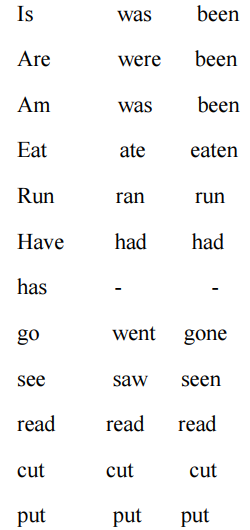 Is was been
Are were been
Am was been
Eat ate eaten
Run ran run
Have had had
has - -
go went gone
see saw seen
read read read
cut cut cut
put put put